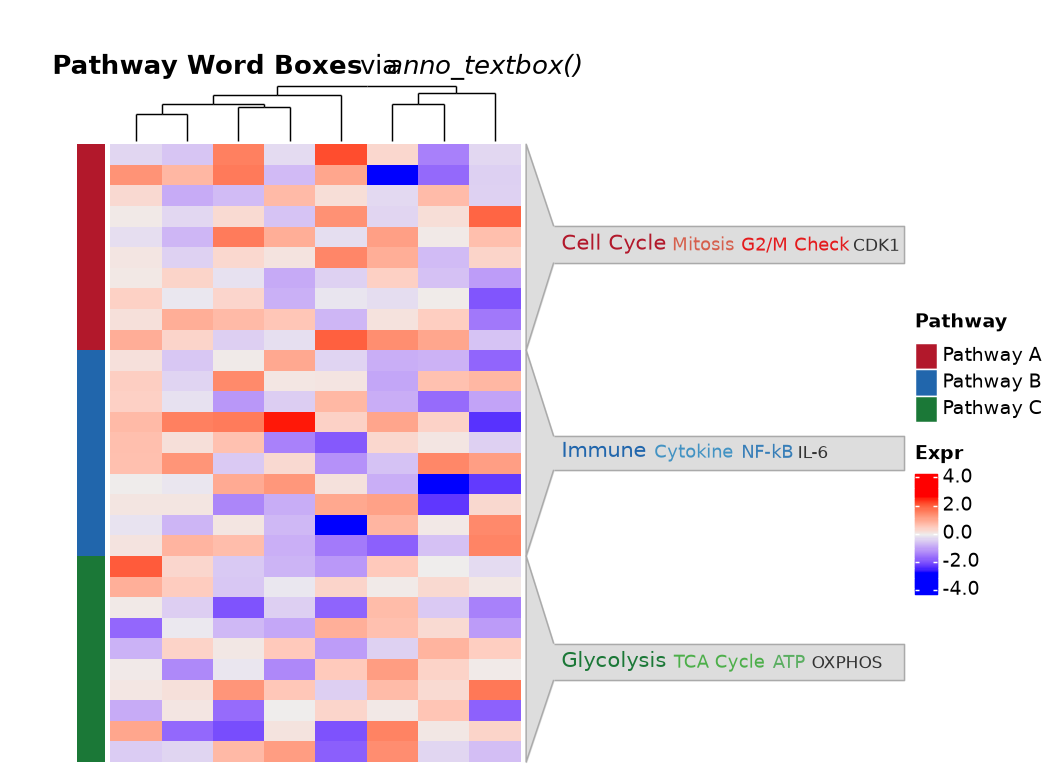 Pathway Word Boxes via anno_textbox()
Cell Cycle Mitosis G2/M Check CDK1
Pathway
Pathway A
Pathway B
Pathway C
Immune Cytokine NF-kB IL-6
Expr
4.0
2.0
0.0
-2.0
-4.0
Glycolysis TCA Cycle ATP OXPHOS